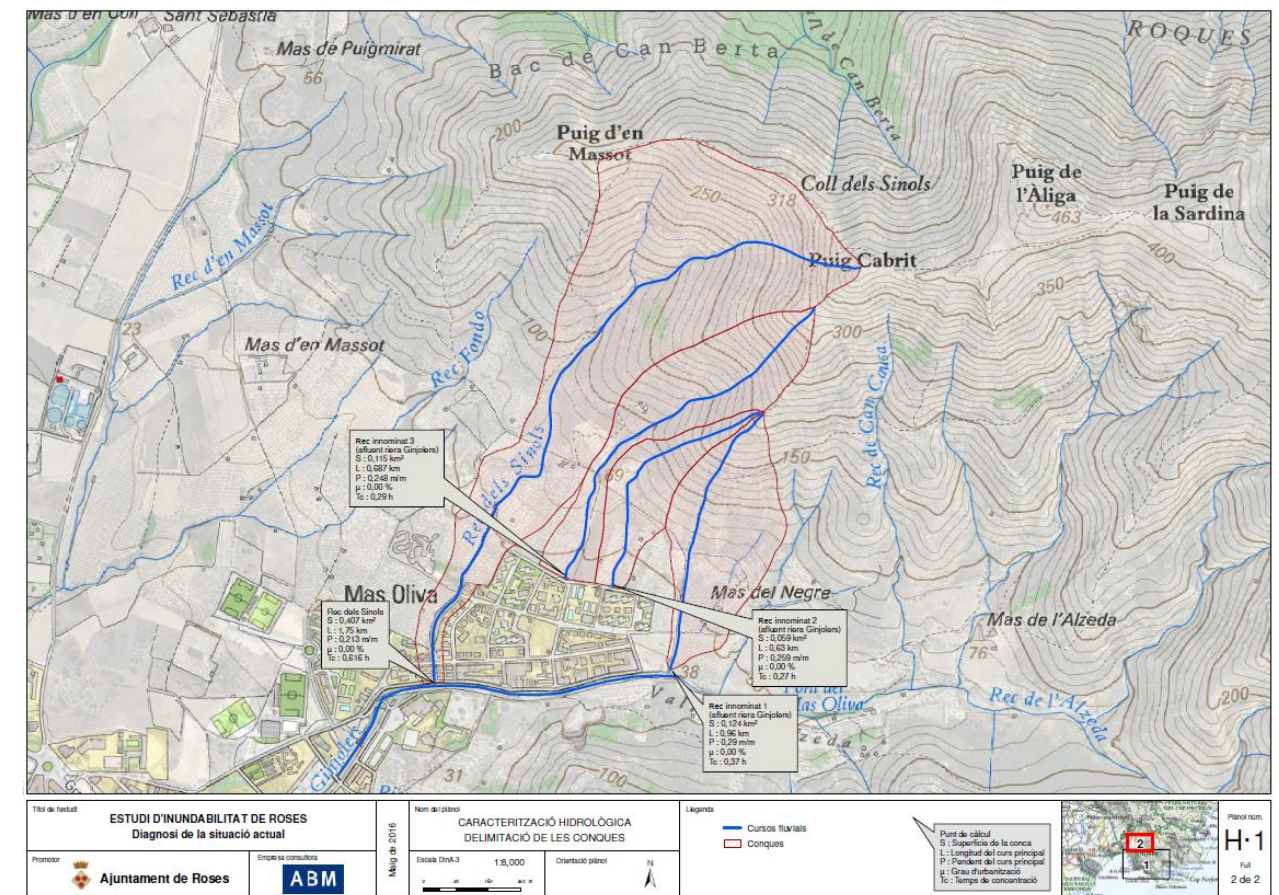 Mas d'en Coll
Sant Sebastià
Mas de Puigmirat
56
Bac de Can Berta
Can Berta
ROQUES
200
Puig d'en
Massot
Coll dels Sinols
250
318
Puig de
l'Àliga
463
Puig de
la Sardina
400
Rec d'en Massot
Puig Cabrit
350
23
100
300
Mas d'en Massot
Rec Fondo
Rec de Can Causa
150
Rec innominat 3
(afluent riera Ginjolers)
S : 0,115 km²
L : 0,687 km
P : 0,248 m/m
µ : 0,00 %
Tc : 0,29 h
Rec dels Sinols
69
Mas Oliva
Mas del Negre
Rec dels Sinols
S : 0,407 km²
L : 1,75 km
P : 0,213 m/m
µ : 0,00 %
Tc : 0,616 h
Rec innominat 2
(afluent riera Ginjolers)
S : 0,059 km²
L : 0,63 km
P : 0,259 m/m
µ : 0,00 %
Tc : 0,27 h
Mas de l'Alzeda
76
38
Mas Oliva
Rec de l'Alzeda
200
Rec innominat 1
(afluent riera Ginjolers)
S : 0,124 km²
L : 0,96 km
P : 0,29 m/m
µ : 0,00 %
Tc : 0,37 h
Ginjolers
31
100
Títol de l'estudi
ESTUDI D'INUNDABILITAT DE ROSES
Diagnosi de la situació actual
Promotor
Ajuntament de Roses
Empresa consultora
ABM
Maig de 2016
Nom del plànol
CARACTERITZACIÓ HIDROLÒGICA
DELIMITACIÓ DE LES CONQUES
Escala DinA-3
1:8,000
Orientació plànol
N
Llegenda
Cursos fluvials
Conques
Punt de càlcul
S : Superfície de la conca
L : Longitud del curs principal
P : Pendent del curs principal
µ : Grau d'urbanització
Tc : Temps de concentració
2
1
Plànol núm.
H·1
Full
2 de 2